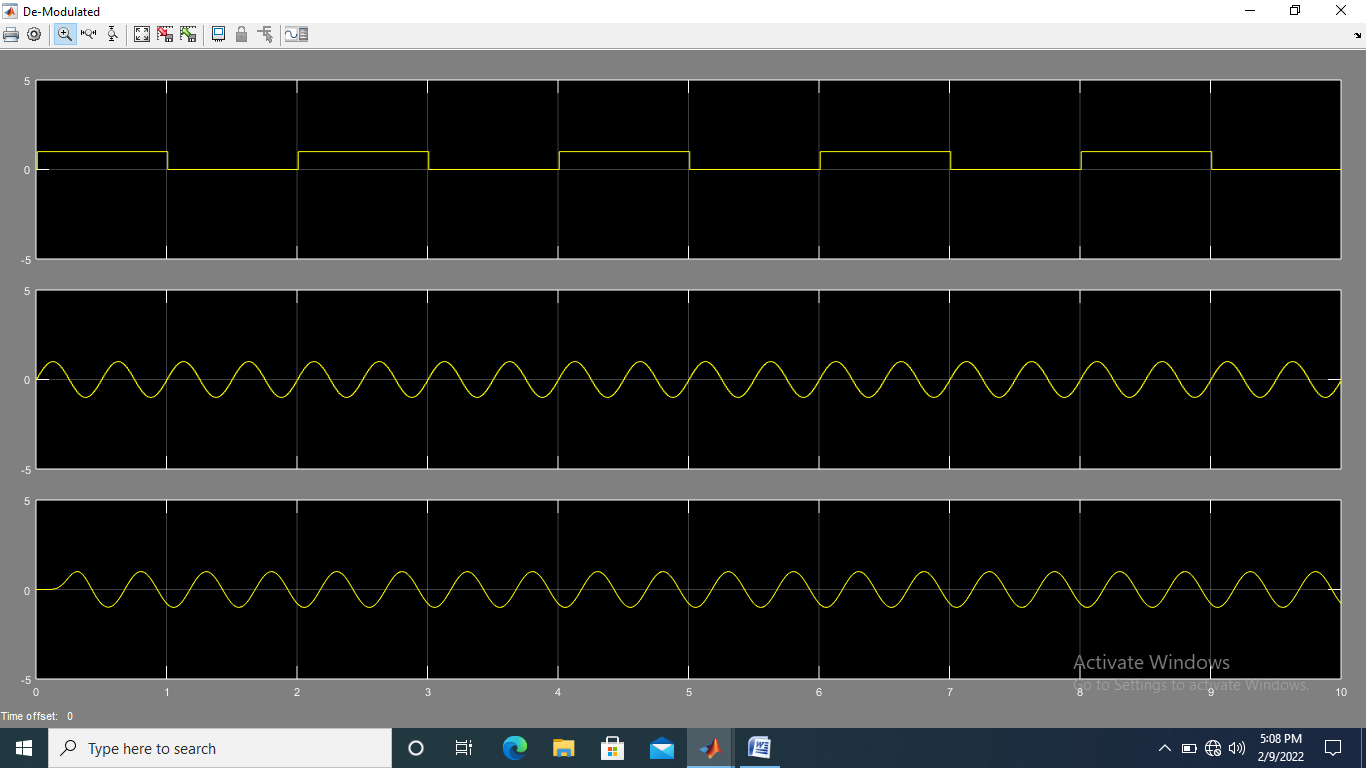 De-Modulated
5
0
-5
5
0
-5
5
0
-5
0 1 2 3 4 5 6 7 8 9 10
Time offset: 0
Activate Windows
Go to Settings to activate Windows.
Type here to search
W
5:08 PM
2/9/2022